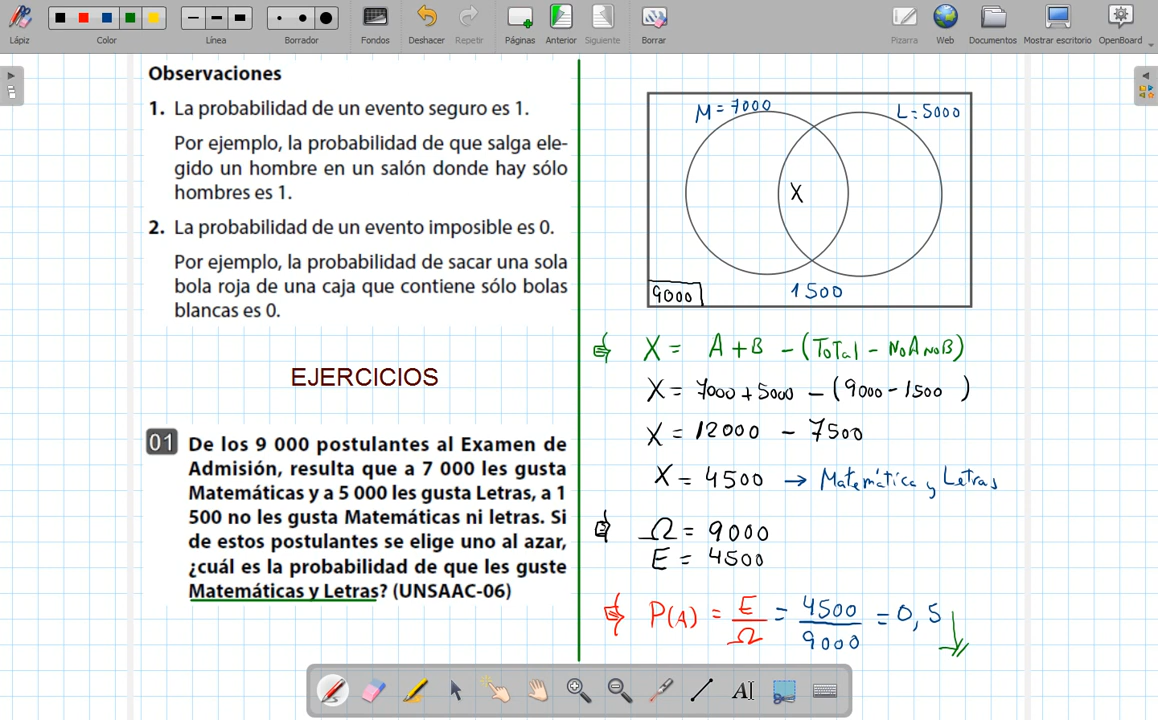 Lápiz
Color
Línea
Borrador
Fondos
Deshacer
Repetir
Páginas
Anterior
Siguiente
Borrar
Pizarra
Web
Documentos
Mostrar escritorio
OpenBoard
Observaciones
1. La probabilidad de un evento seguro es 1.
Por ejemplo, la probabilidad de que salga ele-
gido un hombre en un salón donde hay sólo
hombres es 1.
2. La probabilidad de un evento imposible es 0.
Por ejemplo, la probabilidad de sacar una sola
bola roja de una caja que contiene sólo bolas
blancas es 0.
EJERCICIOS
01 De los 9 000 postulantes al Examen de
Admisión, resulta que a 7 000 les gusta
Matemáticas y a 5 000 les gusta Letras, a 1
500 no les gusta Matemáticas ni letras. Si
de estos postulantes se elige uno al azar,
¿cuál es la probabilidad de que les guste
Matemáticas y Letras? (UNSAAC-06)
M = 7000
L = 5000
X
9000
1500
X = A + B - (Total - No A No B)
X = 7000 + 5000 - (9000 - 1500 )
X = 12000 - 7500
X = 4500 → Matemática y Letras
Ω = 9000
E = 4500
P(A) = E/Ω = 4500/9000 = 0,5
AI